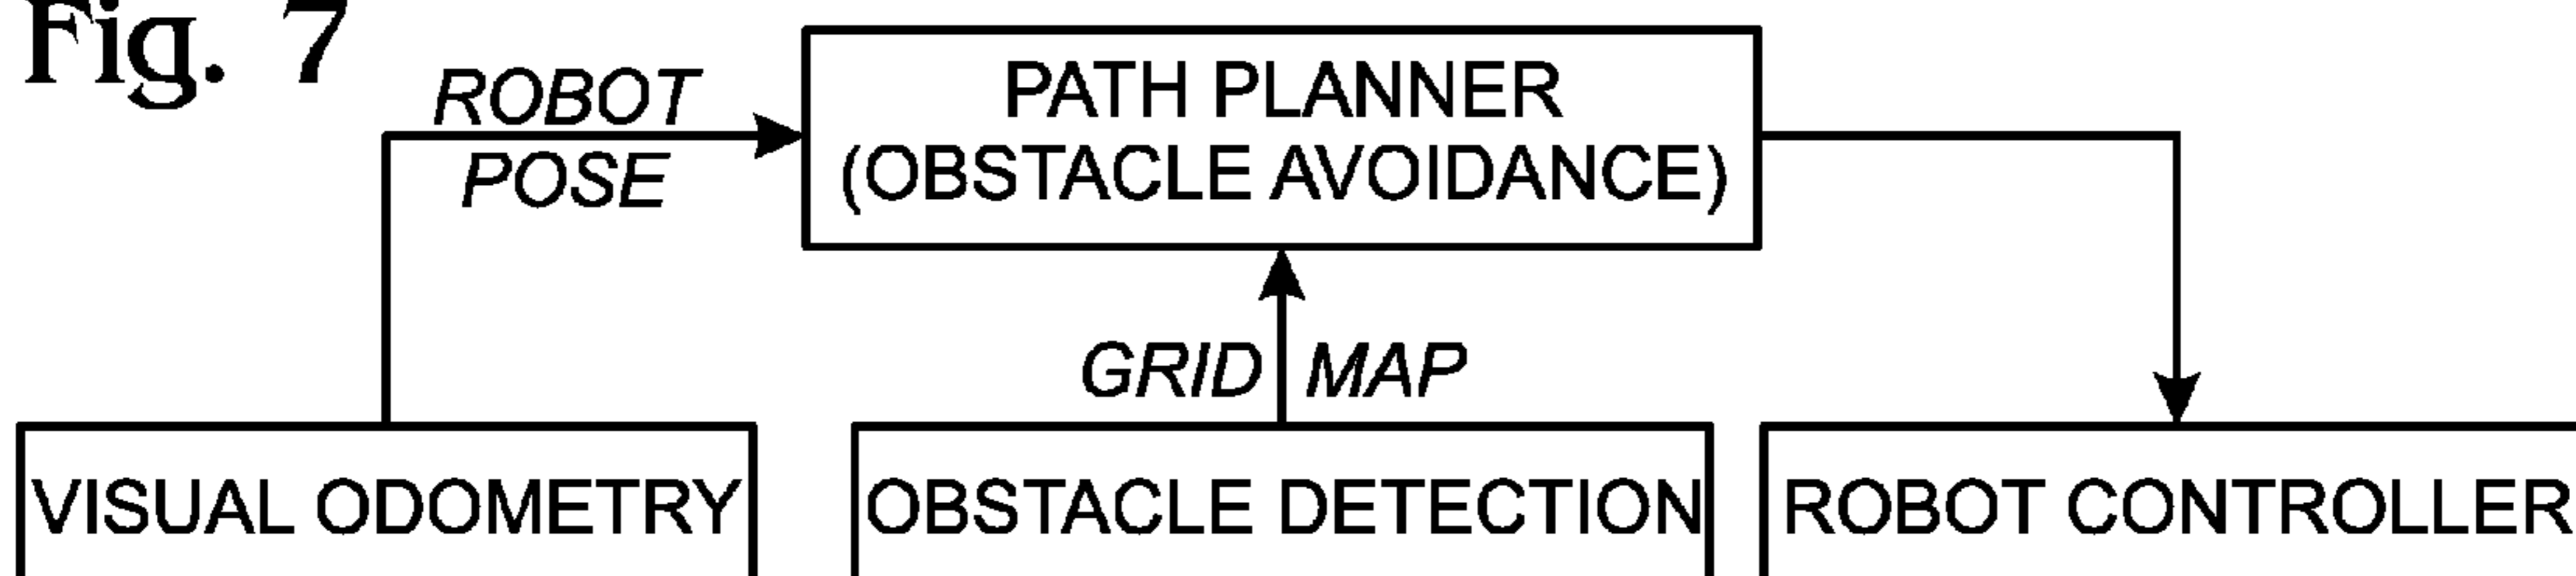 Fig. 7
ROBOT
POSE
PATH PLANNER
(OBSTACLE AVOIDANCE)
GRID MAP
VISUAL ODOMETRY
OBSTACLE DETECTION
ROBOT CONTROLLER